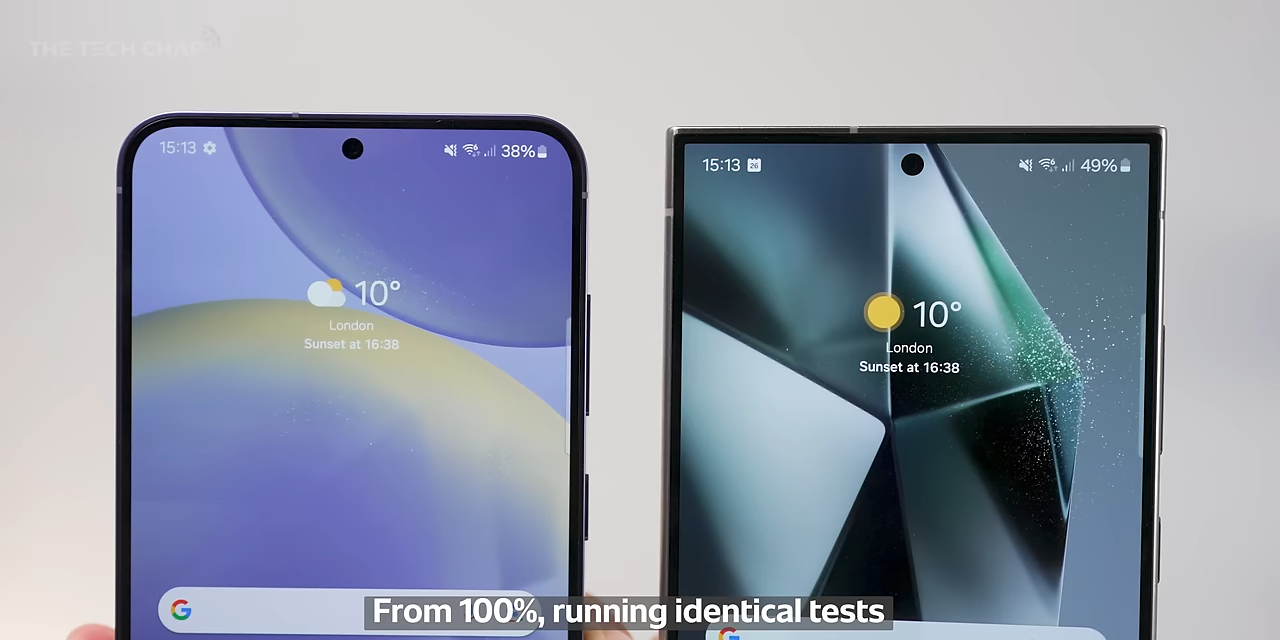 THE TECH CHAP
15:13
38%
10°
London
Sunset at 16:38
15:13
26
49%
10°
London
Sunset at 16:38
From 100%, running identical tests